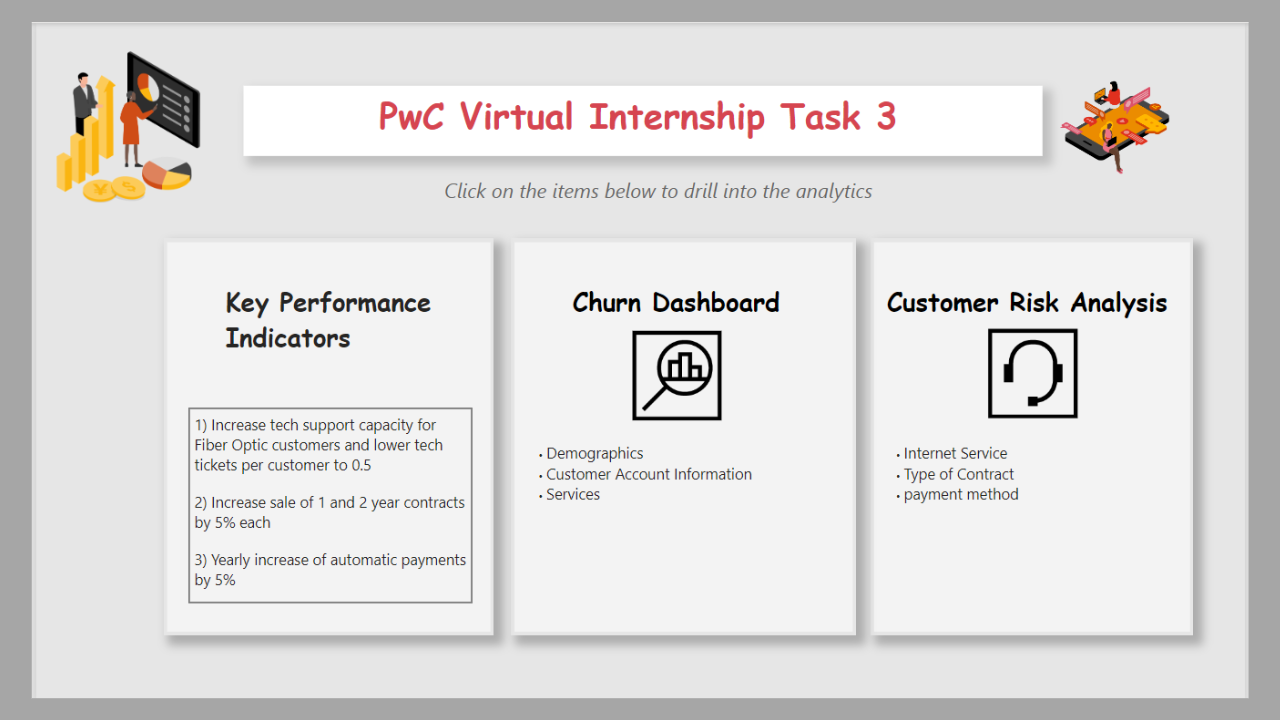 PwC Virtual Internship Task 3
Click on the items below to drill into the analytics
Key Performance
Indicators
1) Increase tech support capacity for
Fiber Optic customers and lower tech
tickets per customer to 0.5
2) Increase sale of 1 and 2 year contracts
by 5% each
3) Yearly increase of automatic payments
by 5%
Churn Dashboard
• Demographics
• Customer Account Information
• Services
Customer Risk Analysis
• Internet Service
• Type of Contract
• payment method